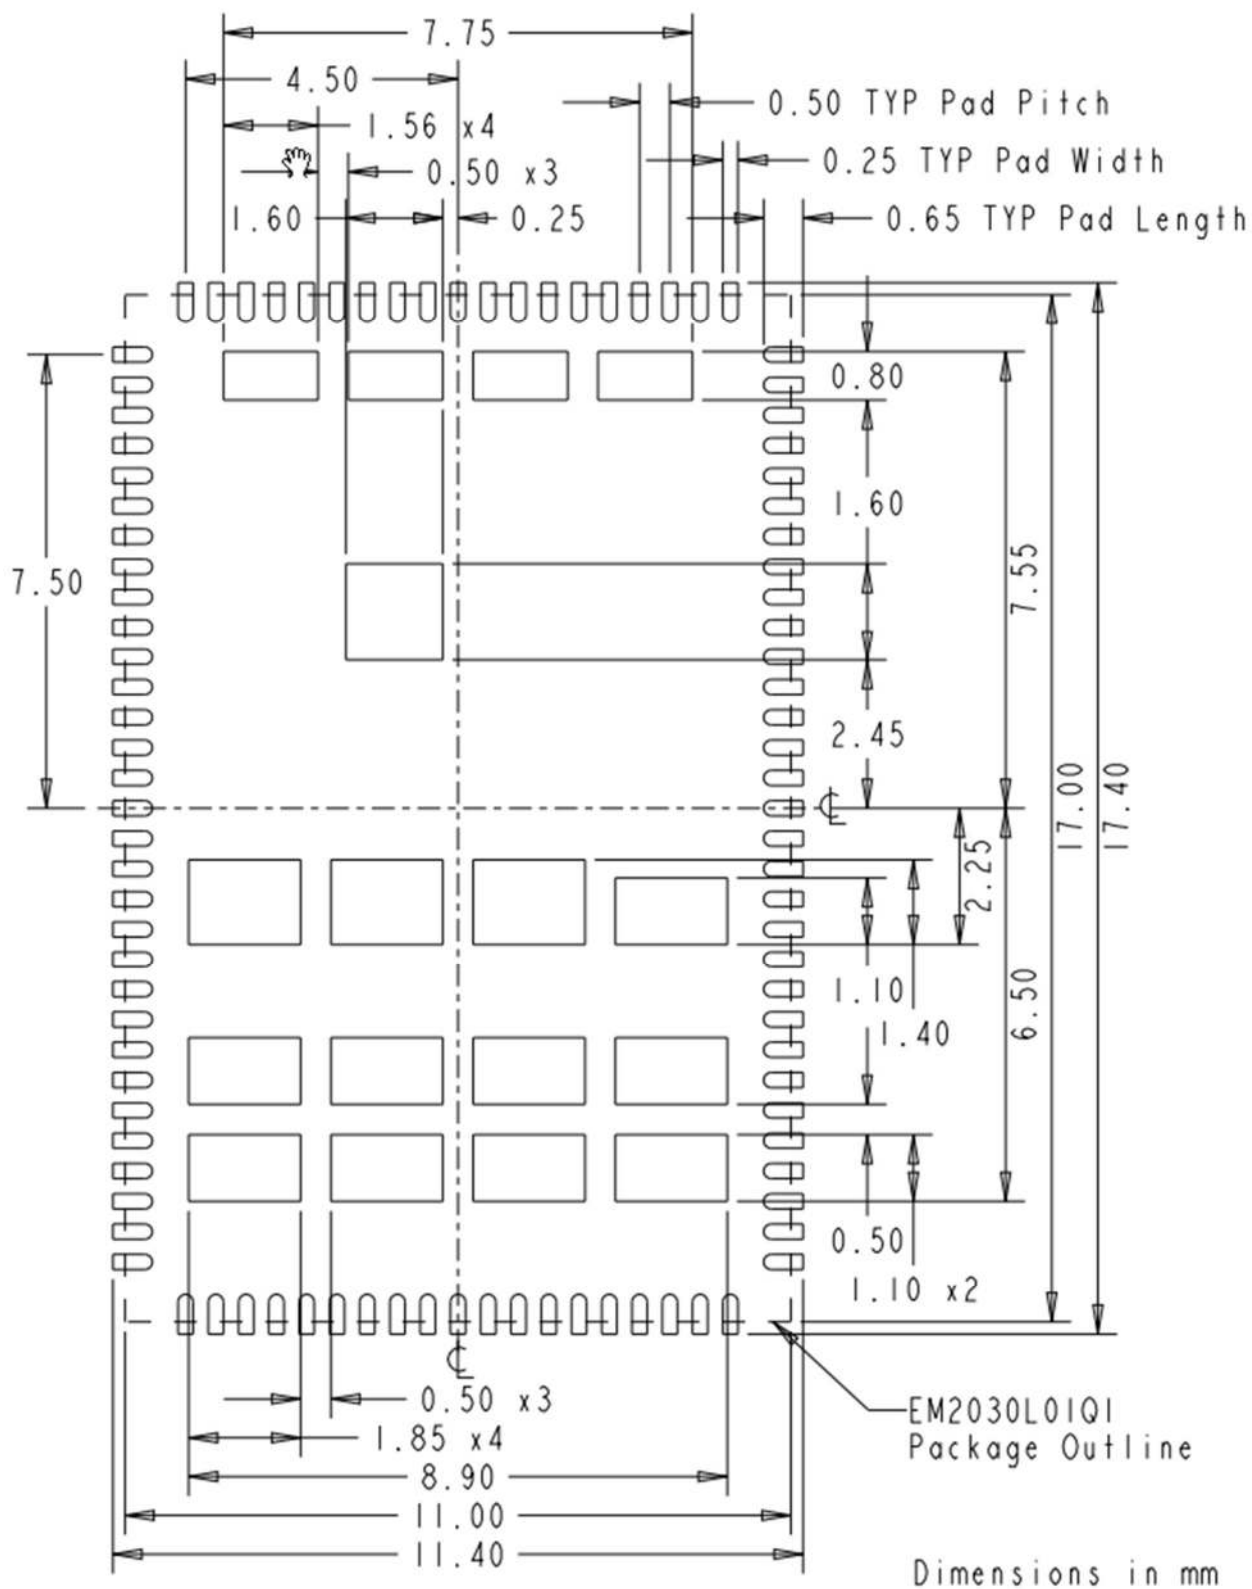 7.75
4.50
0.50 TYP Pad Pitch
1.56 x4
0.25 TYP Pad Width
0.50 x3
1.60
0.25
0.65 TYP Pad Length
0.80
1.60
7.55
7.50
2.45
17.00
17.40
2.25
1.10
6.50
1.40
0.50
1.10 x2
0.50 x3
EM2030L01QI
1.85 x4
Package Outline
8.90
11.00
11.40
Dimensions in mm